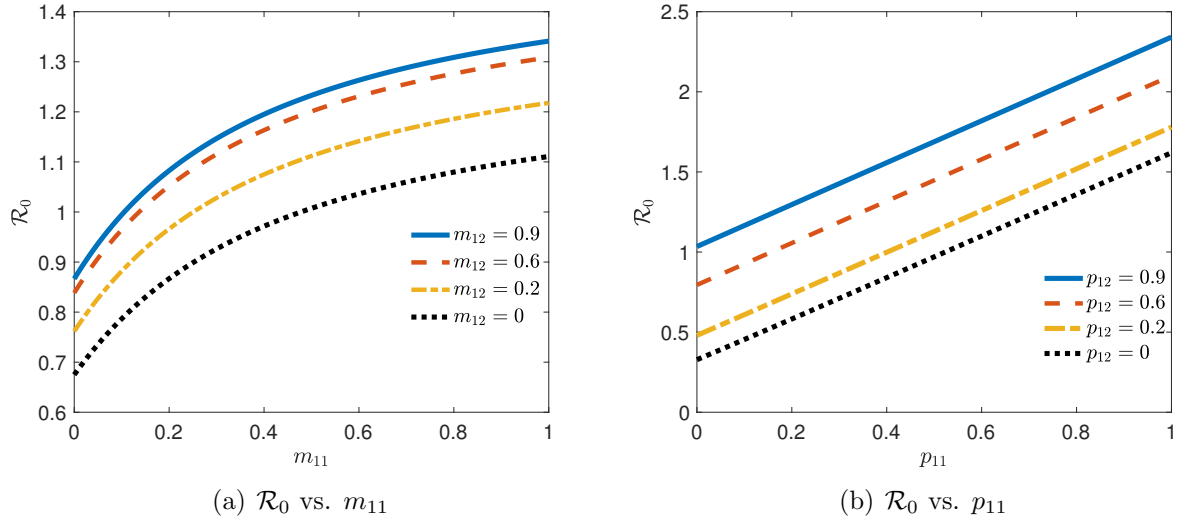 1.4
1.3
1.2
1.1
1
0.9
0.8
0.7
0.6
0
0.2
0.4
0.6
0.8
1
ℛ₀
m₁₁
m₁₂ = 0.9
m₁₂ = 0.6
m₁₂ = 0.2
m₁₂ = 0
(a) ℛ₀ vs. m₁₁
2.5
2
1.5
1
0.5
0
0
0.2
0.4
0.6
0.8
1
ℛ₀
p₁₁
p₁₂ = 0.9
p₁₂ = 0.6
p₁₂ = 0.2
p₁₂ = 0
(b) ℛ₀ vs. p₁₁